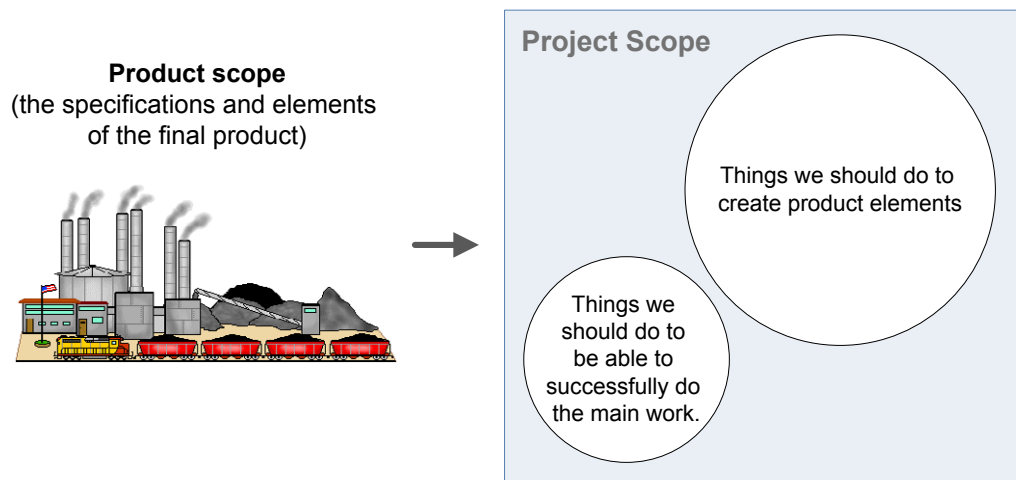 Product scope
(the specifications and elements
of the final product)
Project Scope
Things we should do to
create product elements
Things we
should do to
be able to
successfully do
the main work.